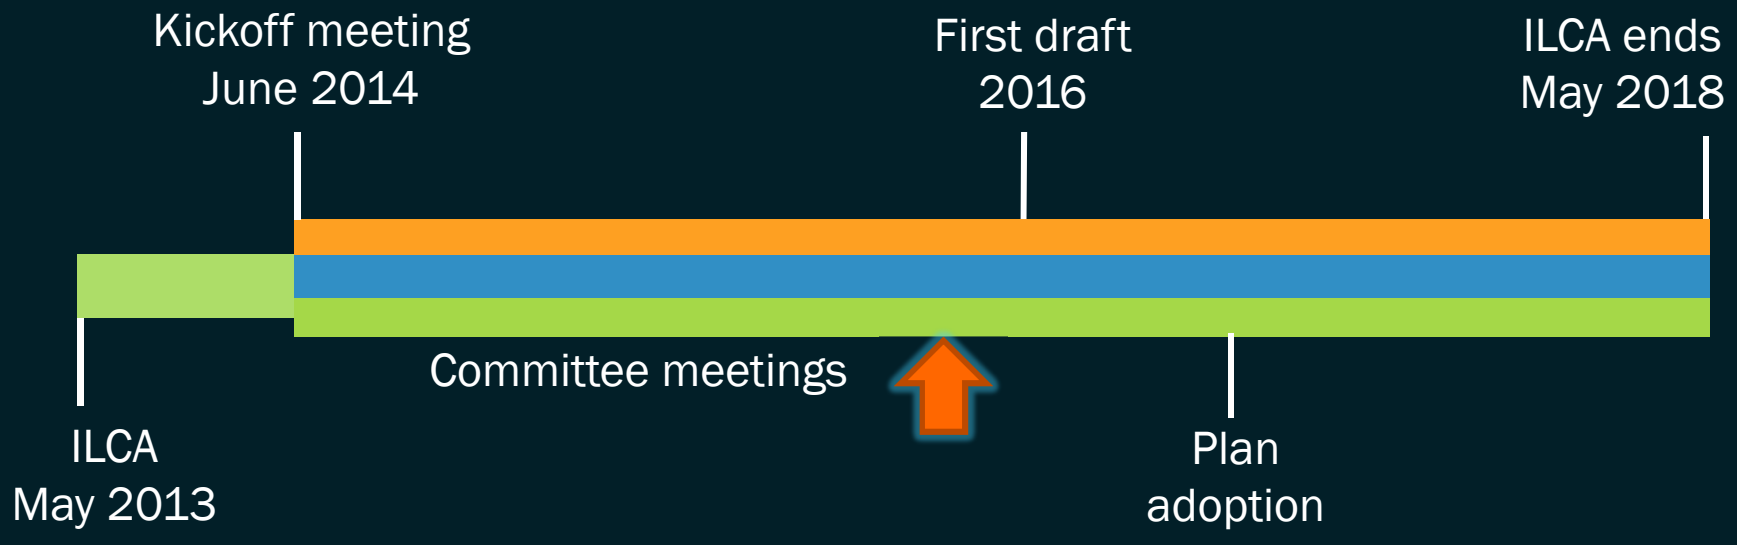 Kickoff meeting
June 2014
First draft
2016
ILCA ends
May 2018
Committee meetings
ILCA
May 2013
Plan
adoption